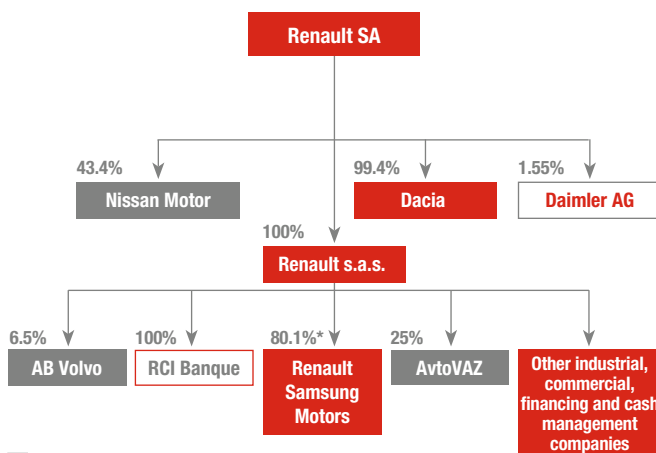 Renault SA
43.4%
99.4%
1.55%
Nissan Motor
Dacia
Daimler AG
100%
Renault s.a.s.
6.5%
100%
80.1%*
25%
AB Volvo
RCI Banque
Renault
Samsung
Motors
AvtoVAZ
Other industrial,
commercial,
financing and cash
management
companies